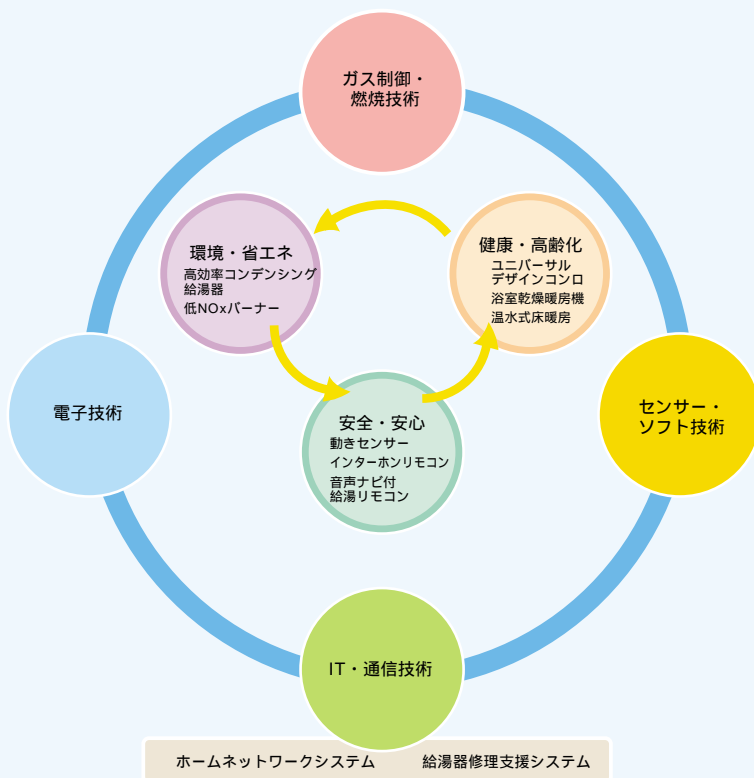 ガス制御・
燃焼技術
環境・省エネ
高効率コンデンシング
給湯器
低NOxバーナー
健康・高齢化
ユニバーサル
デザインコンロ
浴室乾燥暖房機
温水式床暖房
電子技術
センサー・
ソフト技術
安全・安心
動きセンサー
インターホンリモコン
音声ナビ付
給湯リモコン
IT・通信技術
ホームネットワークシステム
給湯器修理支援システム